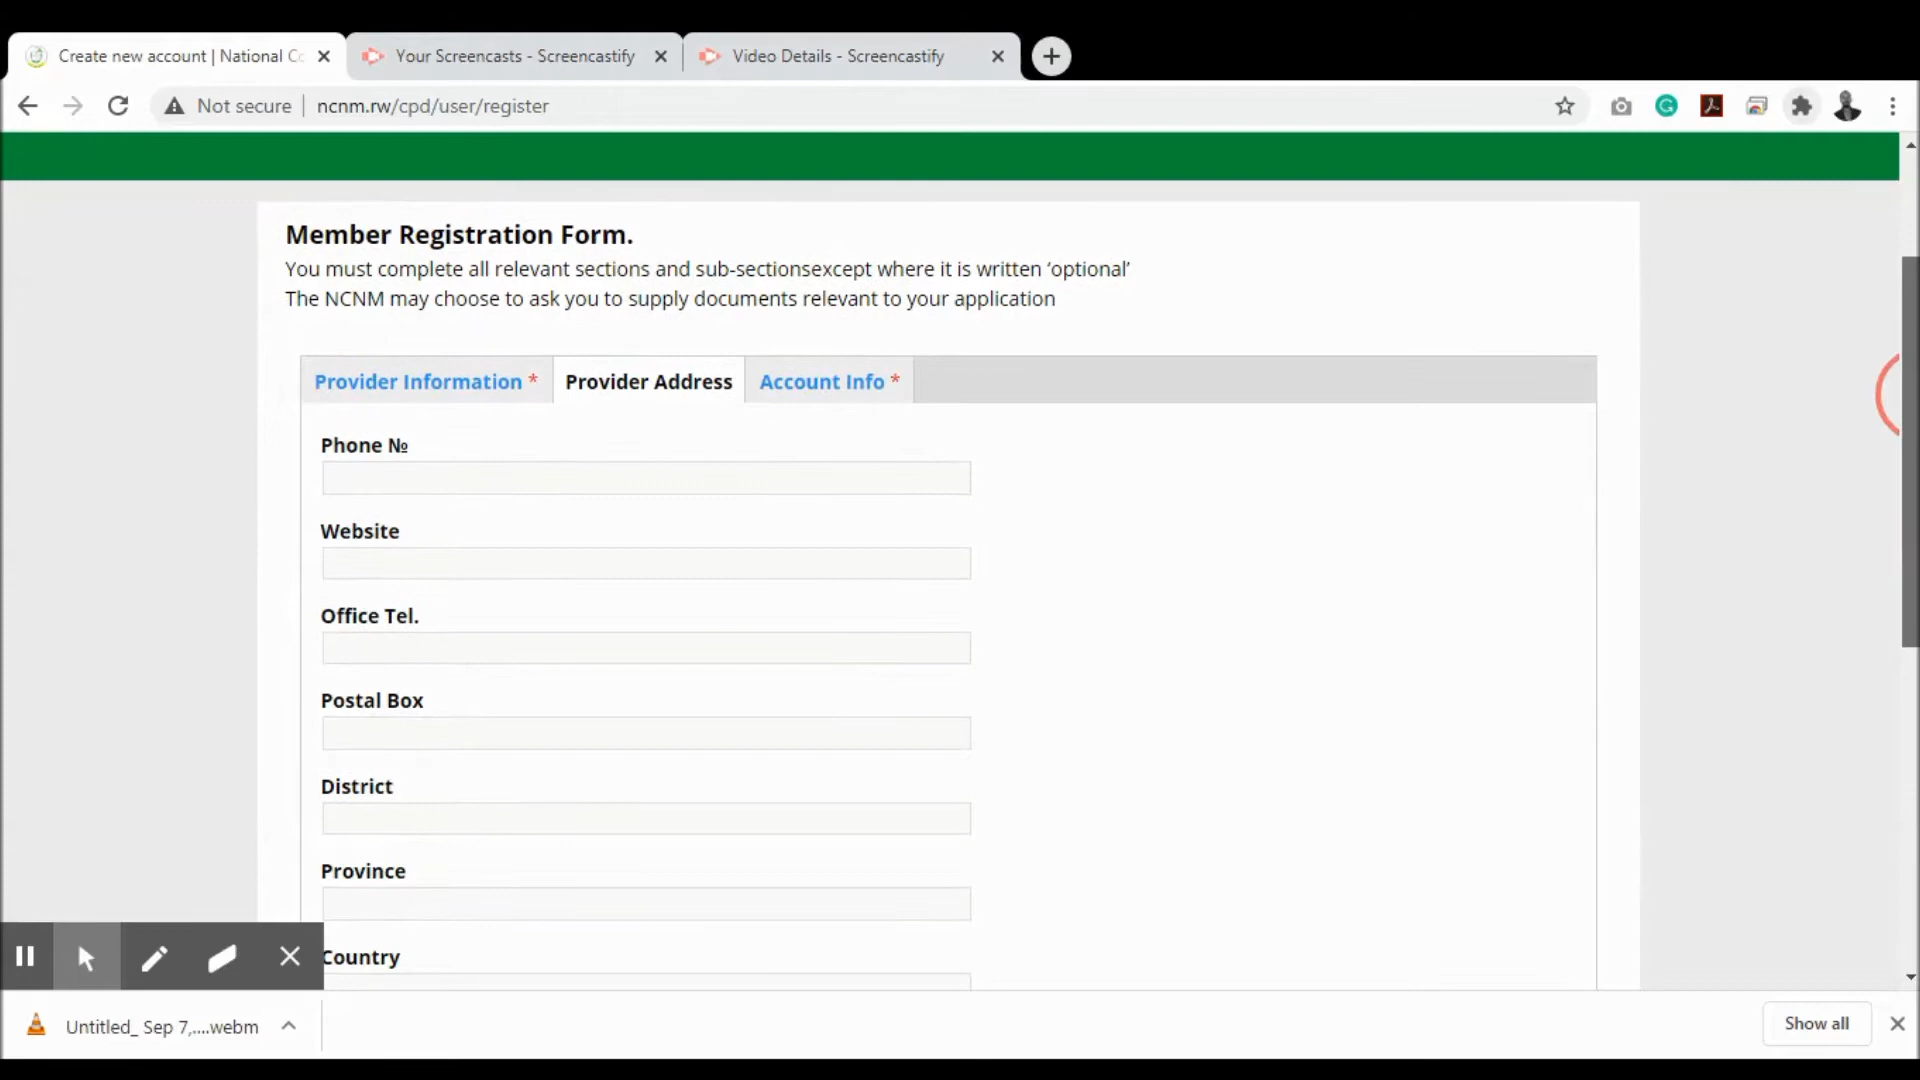 Create new account | National Co
Your Screencasts - Screencastify
Video Details - Screencastify
Not secure
ncnm.rw/cpd/user/register
Member Registration Form.
You must complete all relevant sections and sub-sectionsexcept where it is written ‘optional’
The NCNM may choose to ask you to supply documents relevant to your application
Provider Information *
Provider Address
Account Info *
Phone №
Website
Office Tel.
Postal Box
District
Province
Country
Untitled_ Sep 7,....webm
Show all